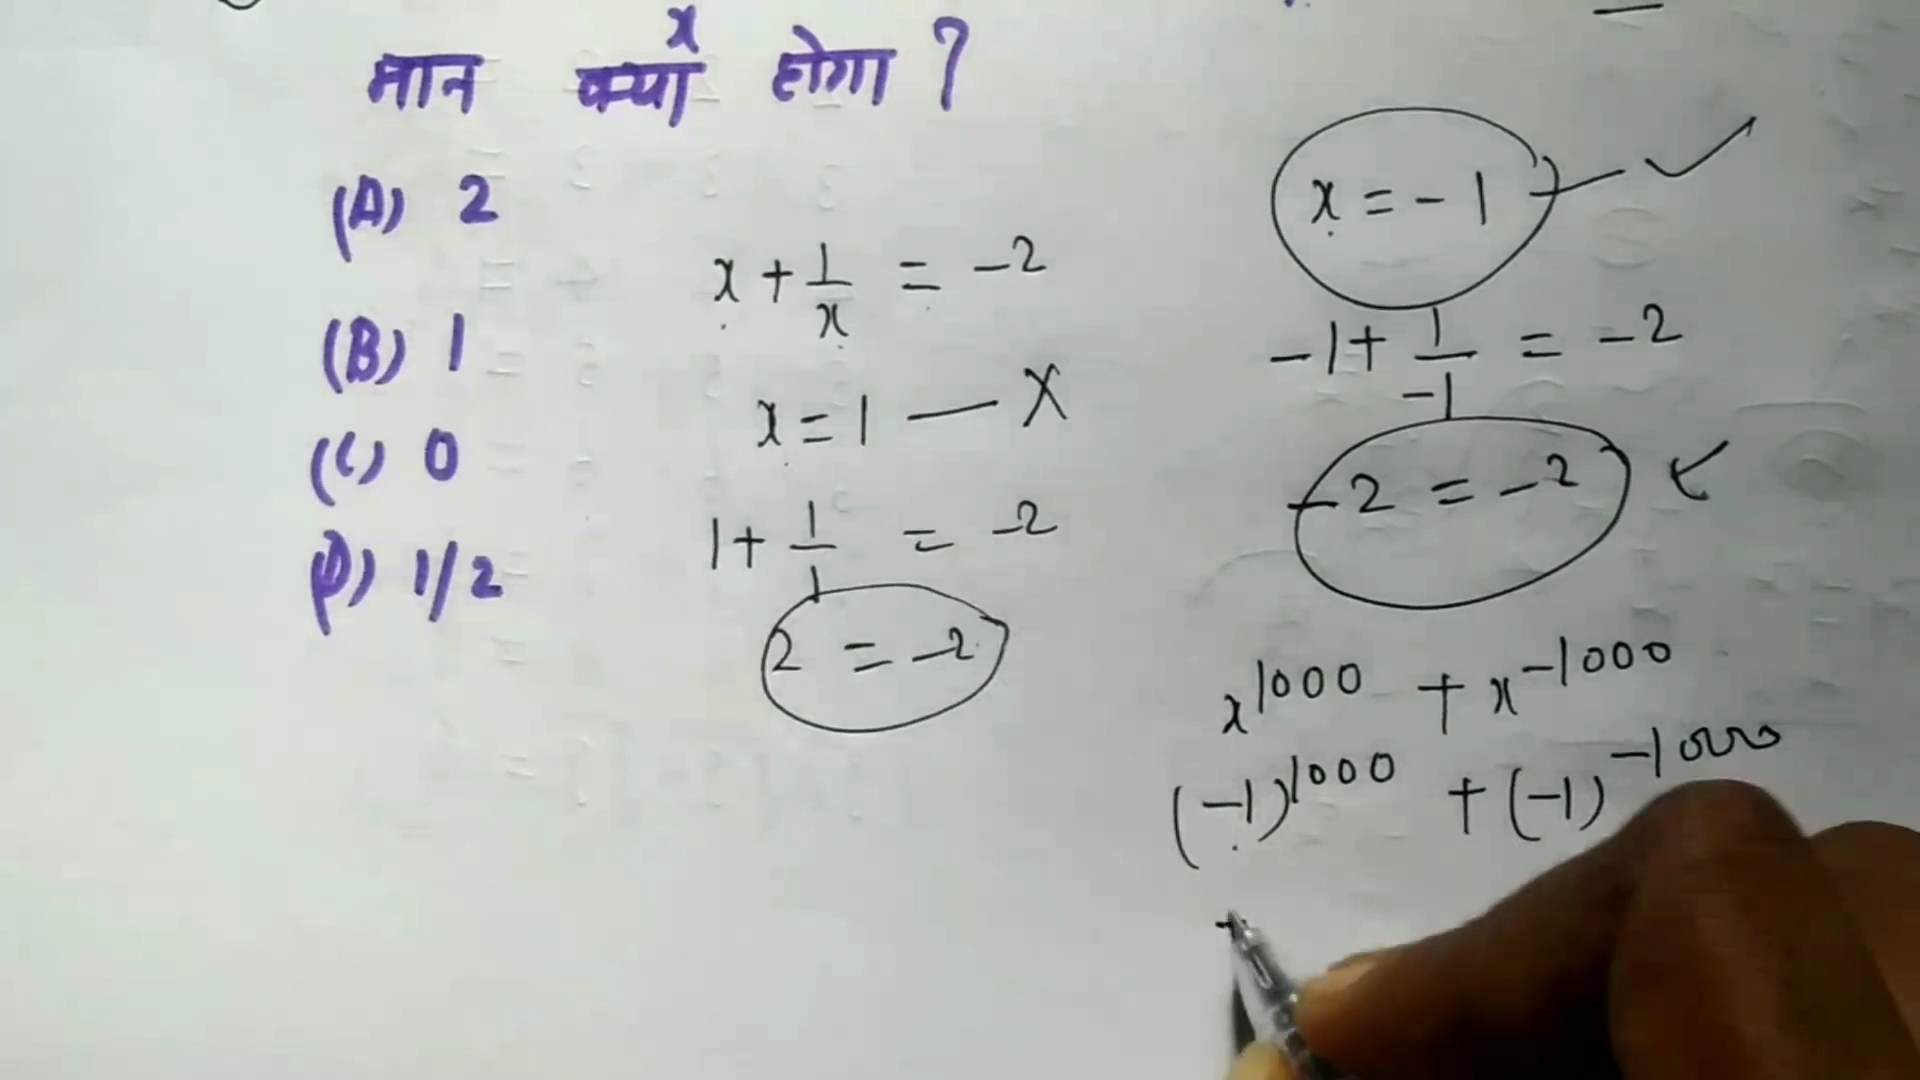 x
मान क्या होगा ?
(A) 2
(B) 1
(C) 0
(D) 1/2
x + 1/x = -2
x = 1 — X
1 + 1/1 = -2
2 = -2
x = -1 — ✓
-1 + 1/-1 = -2
-2 = -2 ✓
x^1000 + x^-1000
(-1)^1000 + (-1)^-1000